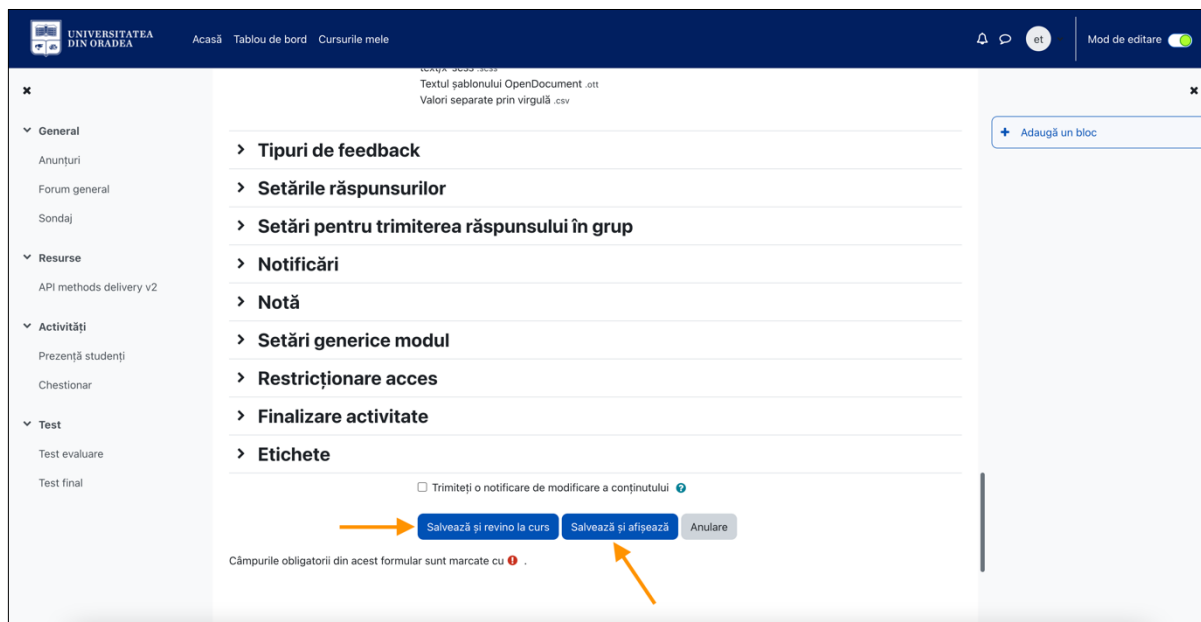 UNIVERSITATEA
DIN ORADEA
Acasă Tablou de bord Cursurile mele
et
Mod de editare
text/x-scss .scss
Textul șablonului OpenDocument .ott
Valori separate prin virgulă .csv
General
Anunțuri
Forum general
Sondaj
Resurse
API methods delivery v2
Activități
Prezență studenți
Chestionar
Test
Test evaluare
Test final
Tipuri de feedback
Setările răspunsurilor
Setări pentru trimiterea răspunsului în grup
Notificări
Notă
Setări generice modul
Restricționare acces
Finalizare activitate
Etichete
Trimiteți o notificare de modificare a conținutului
Salvează și revino la curs Salvează și afișează Anulare
Câmpurile obligatorii din acest formular sunt marcate cu .
+ Adaugă un bloc